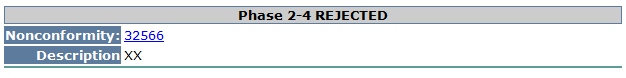 Phase 2-4 REJECTED
Nonconformity: 32566
Description XX